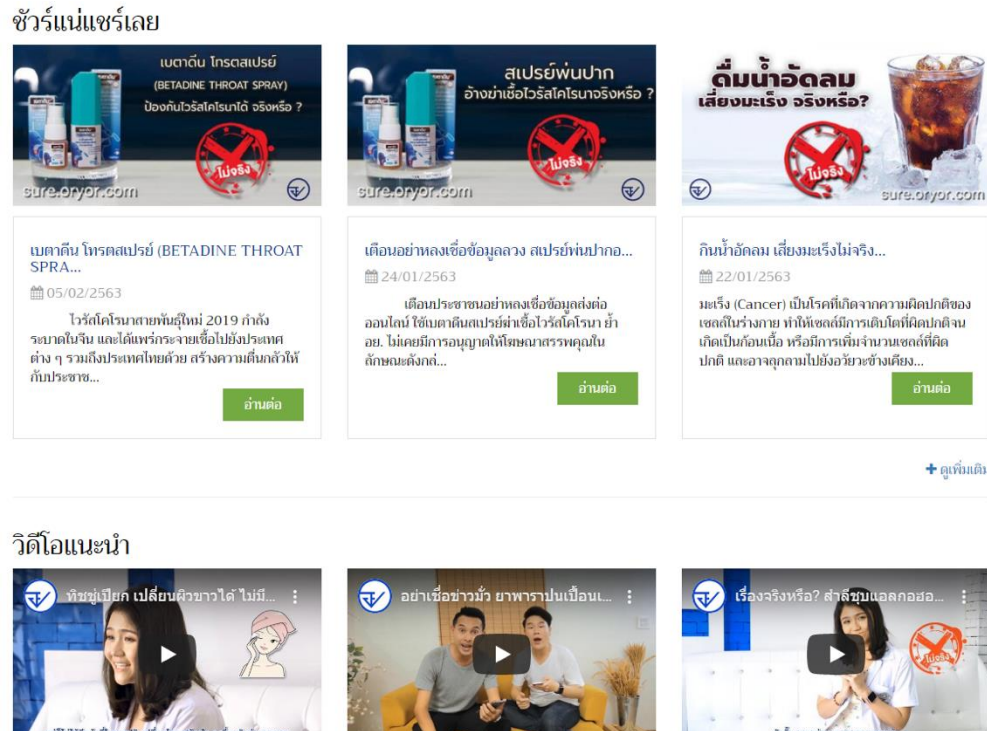 ชัวร์แน่แชร์เลย
เบตาดีน โทรตสเปรย์
(BETADINE THROAT SPRAY)
ป้องกันไวรัสโคโรนาได้ จริงหรือ ?
ไม่จริง
sure.oryor.com
สเปรย์พ่นปาก
อ้างฆ่าเชื้อไวรัสโคโรนาจริงหรือ ?
ไม่จริง
sure.oryor.com
ดื่มน้ำอัดลม
เสี่ยงมะเร็ง จริงหรือ?
ไม่จริง
sure.oryor.com
เบตาดีน โทรตสเปรย์ (BETADINE THROAT
SPRA...
05/02/2563
ไวรัสโคโรนาสายพันธุ์ใหม่ 2019 กำลัง
ระบาดในจีน และได้แพร่กระจายเชื้อไปยังประเทศ
ต่าง ๆ รวมถึงประเทศไทยด้วย สร้างความตื่นกลัวให้
กับประชาช...
อ่านต่อ
เตือนอย่าหลงเชื่อข้อมูลลวง สเปรย์พ่นปากอ...
24/01/2563
เตือนประชาชนอย่าหลงเชื่อข้อมูลส่งต่อ
ออนไลน์ ใช้เบตาดีนสเปรย์ฆ่าเชื้อไวรัสโคโรนา ย้ำ
อย. ไม่เคยมีการอนุญาตให้โฆษณาสรรพคุณใน
ลักษณะดังกล่...
อ่านต่อ
กินน้ำอัดลม เสี่ยงมะเร็งไม่จริง...
22/01/2563
มะเร็ง (Cancer) เป็นโรคที่เกิดจากความผิดปกติของ
เซลล์ในร่างกาย ทำให้เซลล์มีการเติบโตที่ผิดปกติจน
เกิดเป็นก้อนเนื้อ หรือมีการเพิ่มจำนวนเซลล์ที่ผิด
ปกติ และอาจลุกลามไปยังอวัยวะข้างเคียง...
อ่านต่อ
ดูเพิ่มเติม
วิดีโอแนะนำ
ทิชชู่เปียก เปลี่ยนผิวขาวได้ ไม่มี...
อย่าเชื่อข่าวมั่ว ยาพาราปนเปื้อนเ...
เรื่องจริงหรือ? สำลีชุบแอลกอฮอ...
ไม่จริง